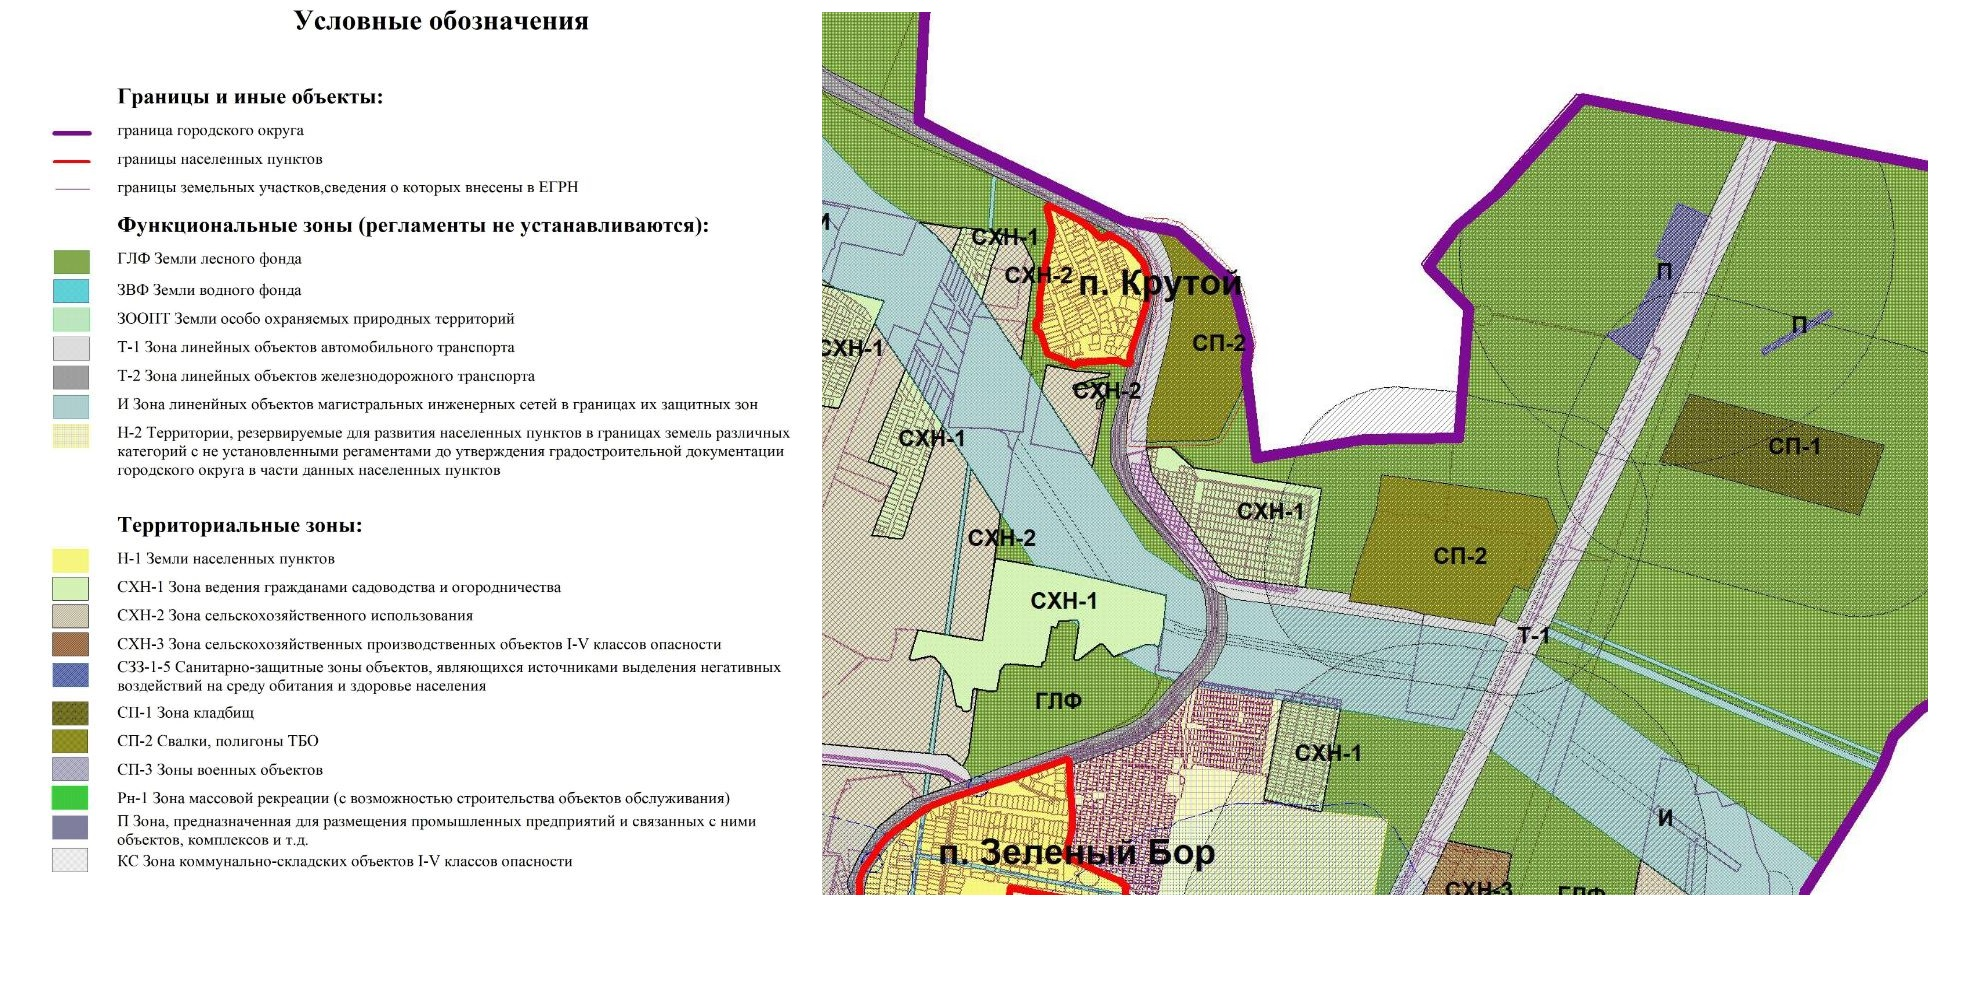 Условные обозначения
Границы и иные объекты:
граница городского округа
границы населенных пунктов
границы земельных участков,сведения о которых внесены в ЕГРН
Функциональные зоны (регламенты не устанавливаются):
ГЛФ Земли лесного фонда
ЗВФ Земли водного фонда
ЗООПТ Земли особо охраняемых природных территорий
Т-1 Зона линейных объектов автомобильного транспорта
Т-2 Зона линейных объектов железнодорожного транспорта
И Зона линенйных объектов магистральных инженерных сетей в границах их защитных зон
Н-2 Территории, резервируемые для развития населенных пунктов в границах земель различных
категорий с не установленными регаментами до утверждения градостроительной документации
городского округа в части данных населенных пунктов
Территориальные зоны:
Н-1 Земли населенных пунктов
СХН-1 Зона ведения гражданами садоводства и огородничества
СХН-2 Зона сельскохозяйственного использования
СХН-3 Зона сельскохозяйственных производственных объектов I-V классов опасности
СЗЗ-1-5 Санитарно-защитные зоны объектов, являющихся источниками выделения негативных
воздействий на среду обитания и здоровье населения
СП-1 Зона кладбищ
СП-2 Свалки, полигоны ТБО
СП-3 Зоны военных объектов
Рн-1 Зона массовой рекреации (с возможностью строительства объектов обслуживания)
П Зона, предназначенная для размещения промышленных предприятий и связанных с ними
объектов, комплексов и т.д.
КС Зона коммунально-складских объектов I-V классов опасности
И
СХН-1
СХН-2
п. Крутой
П
П
СП-2
СХН-1
СХН-2
СХН-1
СП-1
СХН-1
СХН-2
СП-2
СХН-1
Т-1
ГЛФ
СХН-1
И
п. Зеленый Бор
СХН-3
ГЛФ